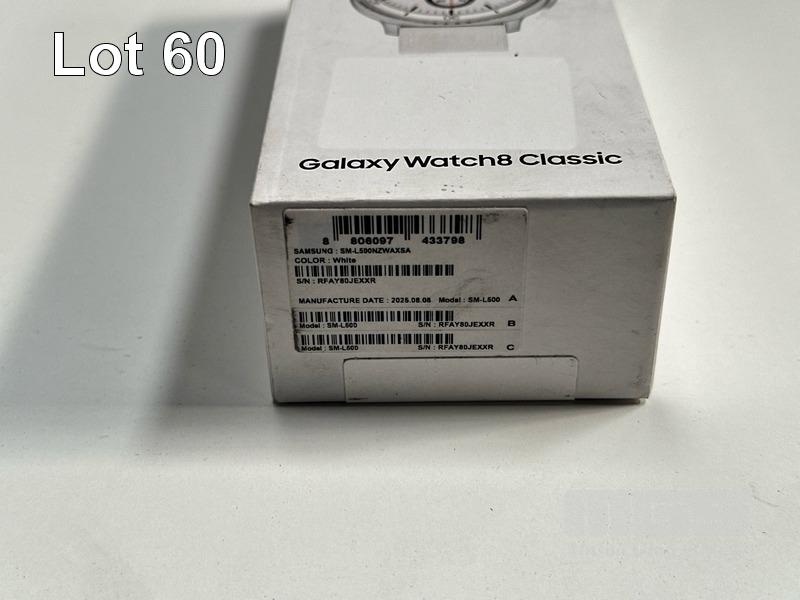 Lot 60
Galaxy Watch8 Classic
8 806097 433798
SAMSUNG : SM-L500NZWAXSA
COLOR : White
S/N : RFAY80JEXXR
MANUFACTURE DATE : 2025.08.08 Model : SM-L500 A
Model : SM-L500 S/N : RFAY80JEXXR B
Model : SM-L500 S/N : RFAY80JEXXR C